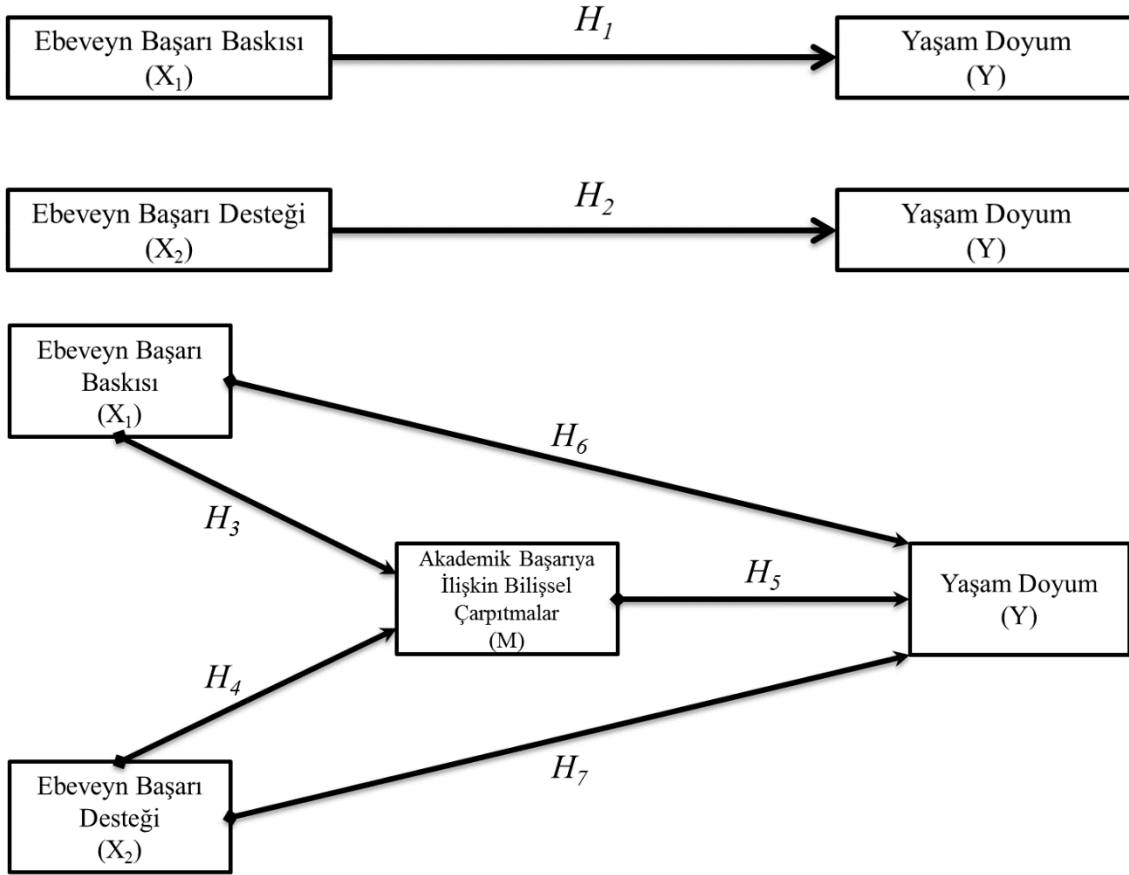 Ebeveyn Başarı Baskısı
(X₁)
H₁
Yaşam Doyum
(Y)
Ebeveyn Başarı Desteği
(X₂)
H₂
Yaşam Doyum
(Y)
Ebeveyn Başarı
Baskısı
(X₁)
H₆
H₃
Akademik Başarıya
İlişkin Bilişsel
Çarpıtmalar
(M)
H₅
Yaşam Doyum
(Y)
H₄
H₇
Ebeveyn Başarı
Desteği
(X₂)